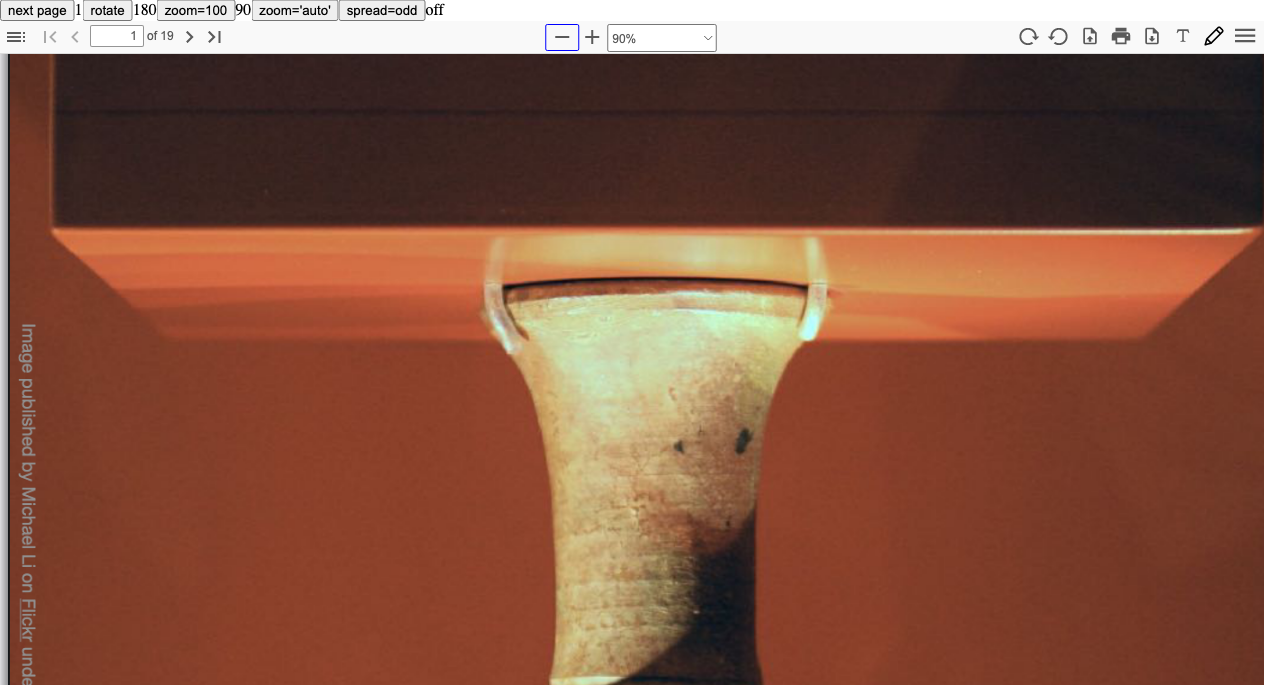 next page 1 rotate 180 zoom=100 90 zoom='auto' spread=odd off
1 of 19 90% T
Image published by Michael Li on Flickr unde